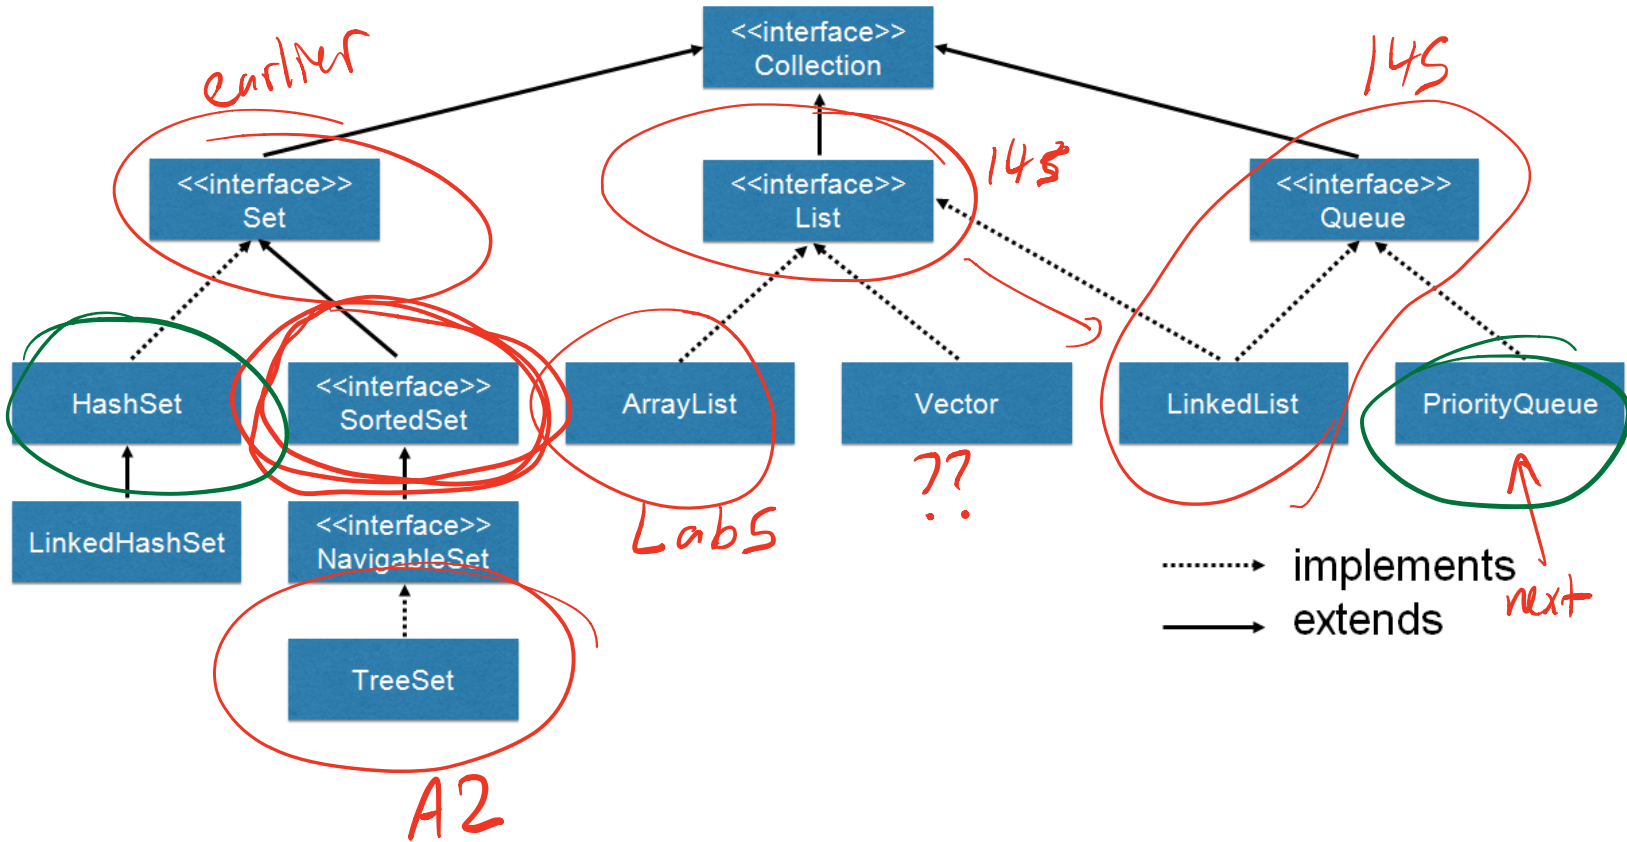 <<interface>>
Collection
earlier
145
<<interface>>
Set
<<interface>>
List
145
<<interface>>
Queue
HashSet
<<interface>>
SortedSet
ArrayList
Vector
LinkedList
PriorityQueue
??
LinkedHashSet
<<interface>>
NavigableSet
Lab5
implements
next
extends
TreeSet
A2